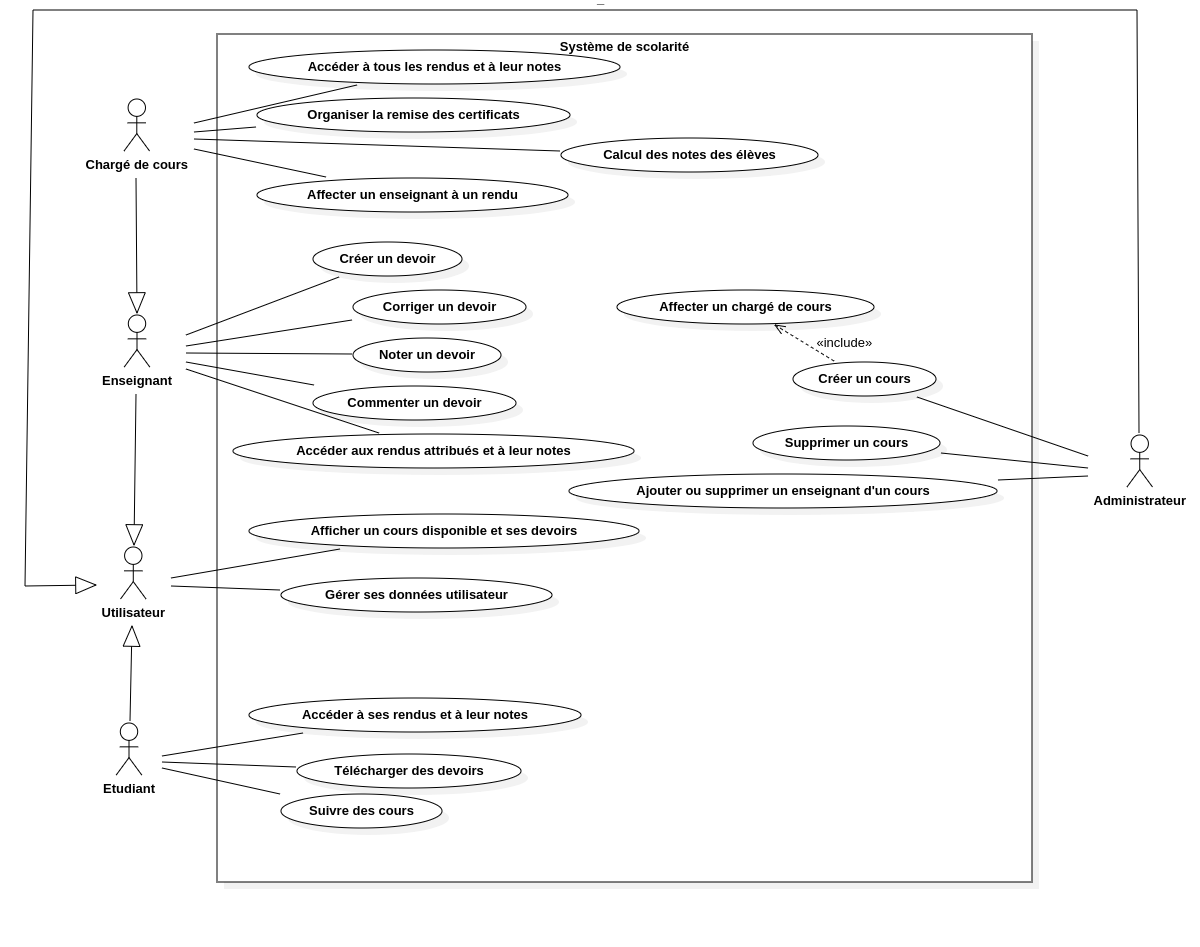 Système de scolarité
Accéder à tous les rendus et à leur notes
Organiser la remise des certificats
Calcul des notes des élèves
Chargé de cours
Affecter un enseignant à un rendu
Créer un devoir
Corriger un devoir
Affecter un chargé de cours
«include»
Noter un devoir
Enseignant
Créer un cours
Commenter un devoir
Supprimer un cours
Accéder aux rendus attribués et à leur notes
Ajouter ou supprimer un enseignant d'un cours
Administrateur
Afficher un cours disponible et ses devoirs
Gérer ses données utilisateur
Utilisateur
Accéder à ses rendus et à leur notes
Télécharger des devoirs
Etudiant
Suivre des cours